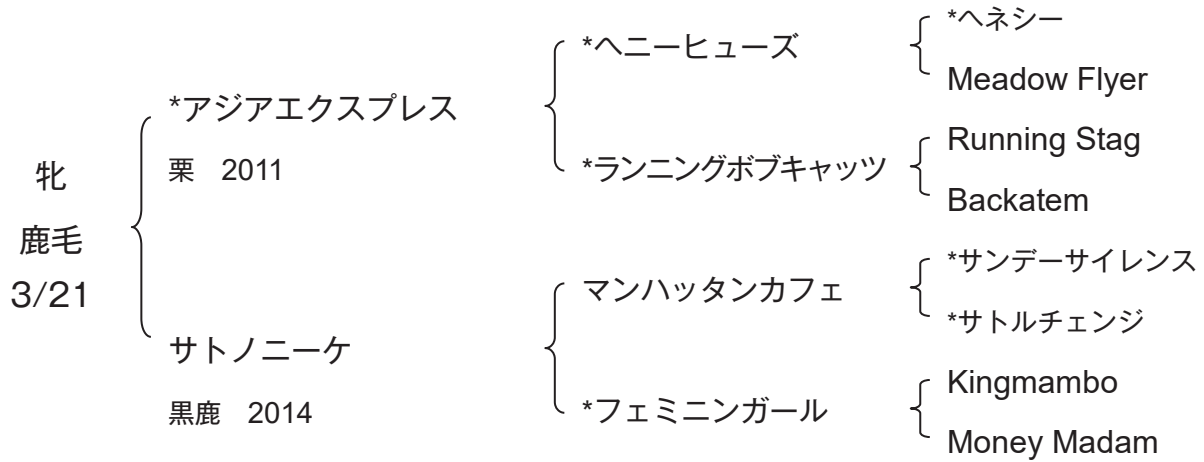 牝
鹿毛
3/21
*アジアエクスプレス
栗 2011
サトノニーケ
黒鹿 2014
*ヘニーヒューズ
*ランニングボブキャッツ
マンハッタンカフェ
*フェミニンガール
*ヘネシー
Meadow Flyer
Running Stag
Backatem
*サンデーサイレンス
*サトルチェンジ
Kingmambo
Money Madam